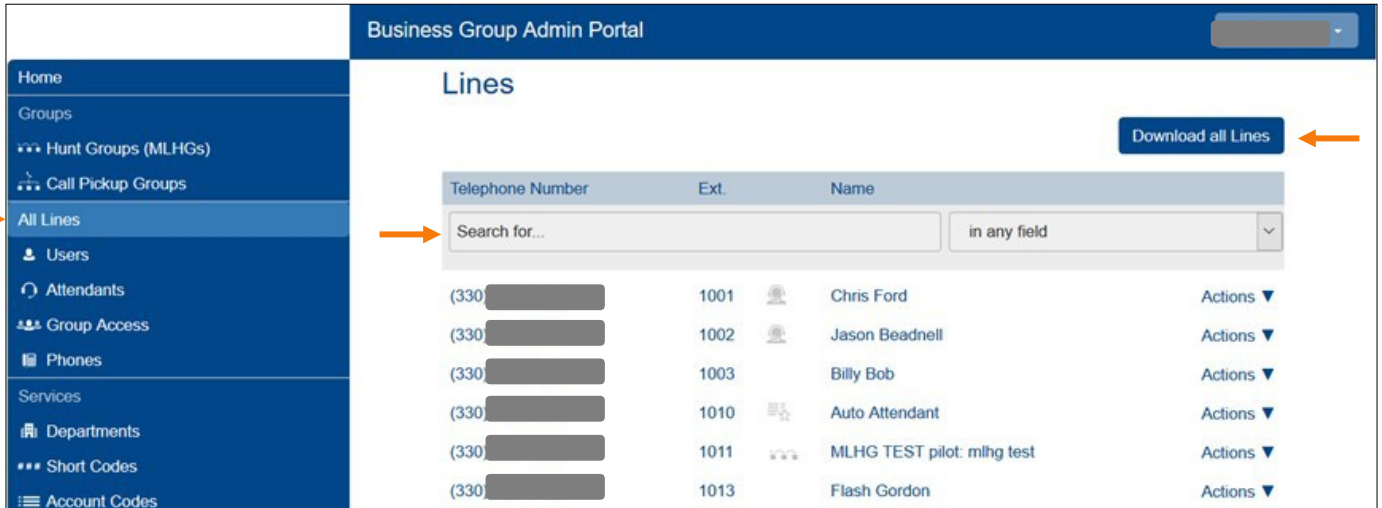 Business Group Admin Portal
Home
Groups
Hunt Groups (MLHGs)
Call Pickup Groups
All Lines
Users
Attendants
Group Access
Phones
Services
Departments
Short Codes
Account Codes
Lines
Download all Lines
Telephone Number Ext. Name
Search for... in any field
(330) 1001 Chris Ford Actions ▼
(330) 1002 Jason Beadnell Actions ▼
(330) 1003 Billy Bob Actions ▼
(330) 1010 Auto Attendant Actions ▼
(330) 1011 MLHG TEST pilot: mlhg test Actions ▼
(330) 1013 Flash Gordon Actions ▼